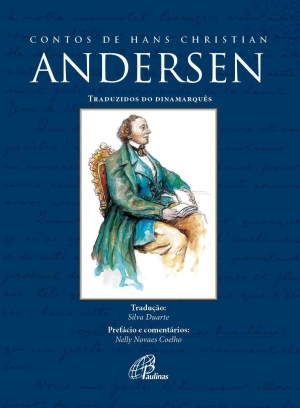 CONTOS DE HANS CHRISTIAN
ANDERSEN
TRADUZIDOS DO DINAMARQUÊS
Tradução:
Silva Duarte
Prefácio e comentários:
Nelly Novaes Coelho
Paulinas